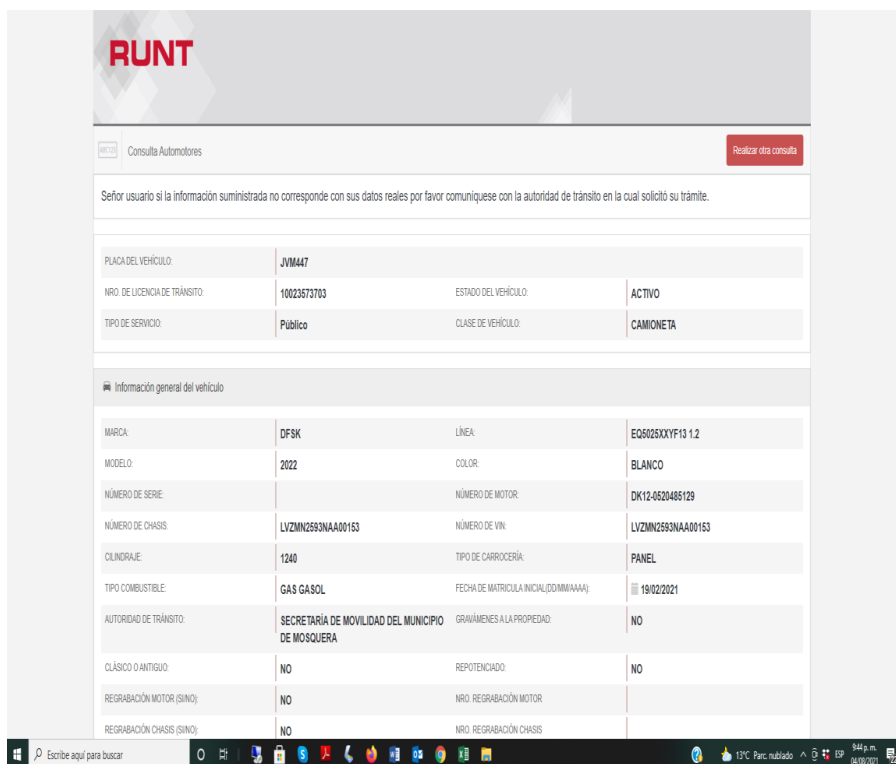 RUNT
ABC123 Consulta Automotores Realizar otra consulta
Señor usuario si la información suministrada no corresponde con sus datos reales por favor comuníquese con la autoridad de tránsito en la cual solicitó su trámite.
PLACA DEL VEHÍCULO: JVM447
NRO. DE LICENCIA DE TRÁNSITO: 10023573703 ESTADO DEL VEHÍCULO: ACTIVO
TIPO DE SERVICIO: Público CLASE DE VEHÍCULO: CAMIONETA
Información general del vehículo
MARCA: DFSK LÍNEA: EQ5025XXYF13 1.2
MODELO: 2022 COLOR: BLANCO
NÚMERO DE SERIE: NÚMERO DE MOTOR: DK12-0520485129
NÚMERO DE CHASIS: LVZMN2593NAA00153 NÚMERO DE VIN: LVZMN2593NAA00153
CILINDRAJE: 1240 TIPO DE CARROCERÍA: PANEL
TIPO COMBUSTIBLE: GAS GASOL FECHA DE MATRICULA INICIAL(DD/MM/AAAA): 19/02/2021
AUTORIDAD DE TRÁNSITO: SECRETARÍA DE MOVILIDAD DEL MUNICIPIO GRAVÁMENES A LA PROPIEDAD: NO
DE MOSQUERA
CLÁSICO O ANTIGUO: NO REPOTENCIADO: NO
REGRABACIÓN MOTOR (SI/NO): NO NRO. REGRABACIÓN MOTOR
REGRABACIÓN CHASIS (SI/NO): NO NRO. REGRABACIÓN CHASIS
Escribe aquí para buscar 13°C Parc. nublado ESP 9:44 p. m.
04/08/2021